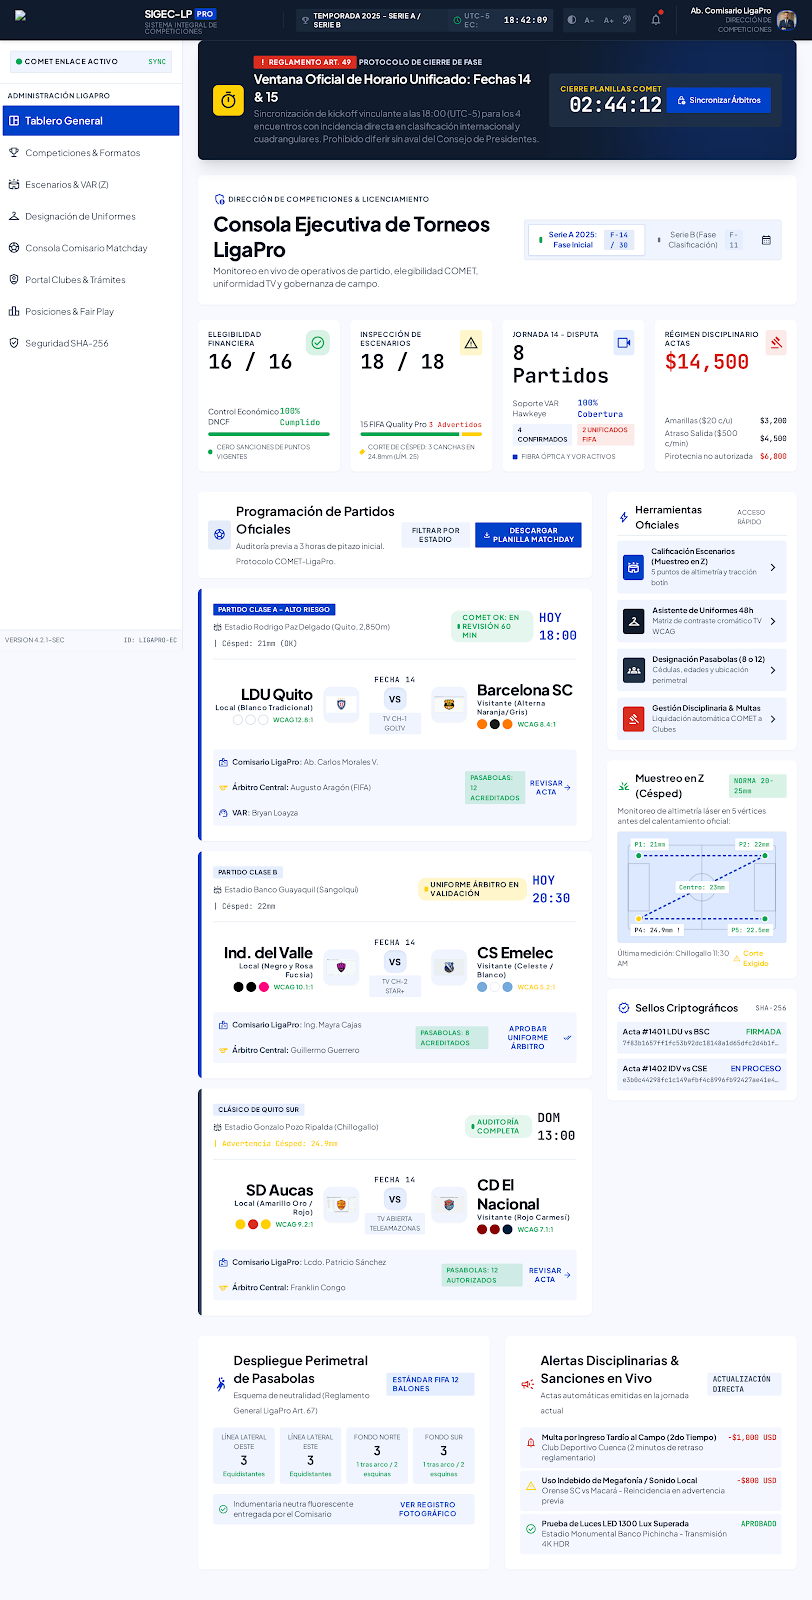 SIGEC-LP PRO
SISTEMA INTEGRAL DE
COMPETICIONES
TEMPORADA 2025 - SERIE A /
SERIE B
UTC-5
EC:
18:42:09
A-
A+
Ab. Comisario LigaPro
DIRECCIÓN DE
COMPETICIONES
COMET ENLACE ACTIVO
SYNC
ADMINISTRACIÓN LIGAPRO
Tablero General
Competiciones & Formatos
Escenarios & VAR (Z)
Designación de Uniformes
Consola Comisario Matchday
Portal Clubes & Trámites
Posiciones & Fair Play
Seguridad SHA-256
VERSION 4.2.1-SEC
ID: LIGAPRO-EC
! REGLAMENTO ART. 49
PROTOCOLO DE CIERRE DE FASE
Ventana Oficial de Horario Unificado: Fechas 14
& 15
Sincronización de kickoff vinculante a las 18:00 (UTC-5) para los 4
encuentros con incidencia directa en clasificación internacional y
cuadrangulares. Prohibido diferir sin aval del Consejo de Presidentes.
CIERRE PLANILLAS COMET
02:44:12
Sincronizar Árbitros
DIRECCIÓN DE COMPETICIONES & LICENCIAMIENTO
Consola Ejecutiva de Torneos
LigaPro
Monitoreo en vivo de operativos de partido, elegibilidad COMET,
uniformidad TV y gobernanza de campo.
Serie A 2025:
Fase Inicial
F-14
/ 30
Serie B (Fase
Clasificación)
F-
11
ELEGIBILIDAD
FINANCIERA
16 / 16
Control Económico
DNCF
100%
Cumplido
CERO SANCIONES DE PUNTOS
VIGENTES
INSPECCIÓN DE
ESCENARIOS
18 / 18
15 FIFA Quality Pro
3 Advertidos
CORTE DE CÉSPED: 3 CANCHAS EN
24.8mm (LÍM. 25)
JORNADA 14 - DISPUTA
8
Partidos
Soporte VAR
Hawkeye
100%
Cobertura
4
CONFIRMADOS
2 UNIFICADOS
FIFA
FIBRA ÓPTICA Y VOR ACTIVOS
RÉGIMEN DISCIPLINARIO
ACTAS
$14,500
Amarillas ($20 c/u)
$3,200
Atraso Salida ($500
c/min)
$4,500
Pirotecnia no autorizada
$6,800
Programación de Partidos
Oficiales
Auditoría previa a 3 horas de pitazo inicial.
Protocolo COMET-LigaPro.
FILTRAR POR
ESTADIO
DESCARGAR
PLANILLA MATCHDAY
PARTIDO CLASE A - ALTO RIESGO
Estadio Rodrigo Paz Delgado (Quito, 2,850m)
| Césped: 21mm (OK)
COMET OK: EN
REVISIÓN 60
MIN
HOY
18:00
LDU Quito
Local (Blanco Tradicional)
WCAG 12.8:1
FECHA 14
VS
TV CH-1
GOLTV
Barcelona SC
Visitante (Alterna
Naranja/Gris)
WCAG 8.4:1
Comisario LigaPro: Ab. Carlos Morales V.
Árbitro Central: Augusto Aragón (FIFA)
VAR: Bryan Loayza
PASABOLAS:
12
ACREDITADOS
REVISAR
ACTA
PARTIDO CLASE B
Estadio Banco Guayaquil (Sangolquí)
| Césped: 22mm
UNIFORME ÁRBITRO EN
VALIDACIÓN
HOY
20:30
Ind. del Valle
Local (Negro y Rosa
Fucsia)
WCAG 10.1:1
FECHA 14
VS
TV CH-2
STAR+
CS Emelec
Visitante (Celeste /
Blanco)
WCAG 5.2:1
Comisario LigaPro: Ing. Mayra Cajas
Árbitro Central: Guillermo Guerrero
PASABOLAS: 8
ACREDITADOS
APROBAR
UNIFORME
ÁRBITRO
CLÁSICO DE QUITO SUR
Estadio Gonzalo Pozo Ripalda (Chillogallo)
| Advertencia Césped: 24.9mm
AUDITORÍA
COMPLETA
DOM
13:00
SD Aucas
Local (Amarillo Oro /
Rojo)
WCAG 9.2:1
FECHA 14
VS
TV ABIERTA
TELEAMAZONAS
CD El
Nacional
Visitante (Rojo Carmesí)
WCAG 7.1:1
Comisario LigaPro: Lcdo. Patricio Sánchez
Árbitro Central: Franklin Congo
PASABOLAS: 12
AUTORIZADOS
REVISAR
ACTA
Herramientas
Oficiales
ACCESO
RÁPIDO
Calificación Escenarios
(Muestreo en Z)
5 puntos de altimetría y tracción
botín
Asistente de Uniformes 48h
Matriz de contraste cromático TV
WCAG
Designación Pasabolas (8 o 12)
Cédulas, edades y ubicación
perimetral
Gestión Disciplinaria & Multas
Liquidación automática COMET a
Clubes
Muestreo en Z
(Césped)
NORMA 20-
25mm
Monitoreo de altimetría láser en 5 vértices
antes del calentamiento oficial:
P1: 21mm
P2: 22mm
Centro: 23mm
P4: 24.9mm !
P5: 22.5mm
Última medición: Chillogallo 11:30
AM
Corte
Exigido
Sellos Criptográficos
SHA-256
Acta #1401 LDU vs BSC
FIRMADA
7f83b1657ff1fc53b92dc18148a1d65dfc2d4b1f…
Acta #1402 IDV vs CSE
EN PROCESO
e3b0c44298fc1c149afbf4c8996fb92427ae41e4…
Despliegue Perimetral
de Pasabolas
Esquema de neutralidad (Reglamento
General LigaPro Art. 67)
ESTÁNDAR FIFA 12
BALONES
LÍNEA LATERAL
OESTE
3
Equidistantes
LÍNEA LATERAL
ESTE
3
Equidistantes
FONDO NORTE
3
1 tras arco / 2
esquinas
FONDO SUR
3
1 tras arco / 2
esquinas
Indumentaria neutra fluorescente
entregada por el Comisario
VER REGISTRO
FOTOGRÁFICO
Alertas Disciplinarias &
Sanciones en Vivo
Actas automáticas emitidas en la jornada
actual
ACTUALIZACIÓN
DIRECTA
Multa por Ingreso Tardío al Campo (2do Tiempo)
Club Deportivo Cuenca (2 minutos de retraso
reglamentario)
-$1,000 USD
Uso Indebido de Megafonía / Sonido Local
Orense SC vs Macará - Reincidencia en advertencia
previa
-$800 USD
Prueba de Luces LED 1300 Lux Superada
Estadio Monumental Banco Pichincha - Transmisión
4K HDR
APROBADO